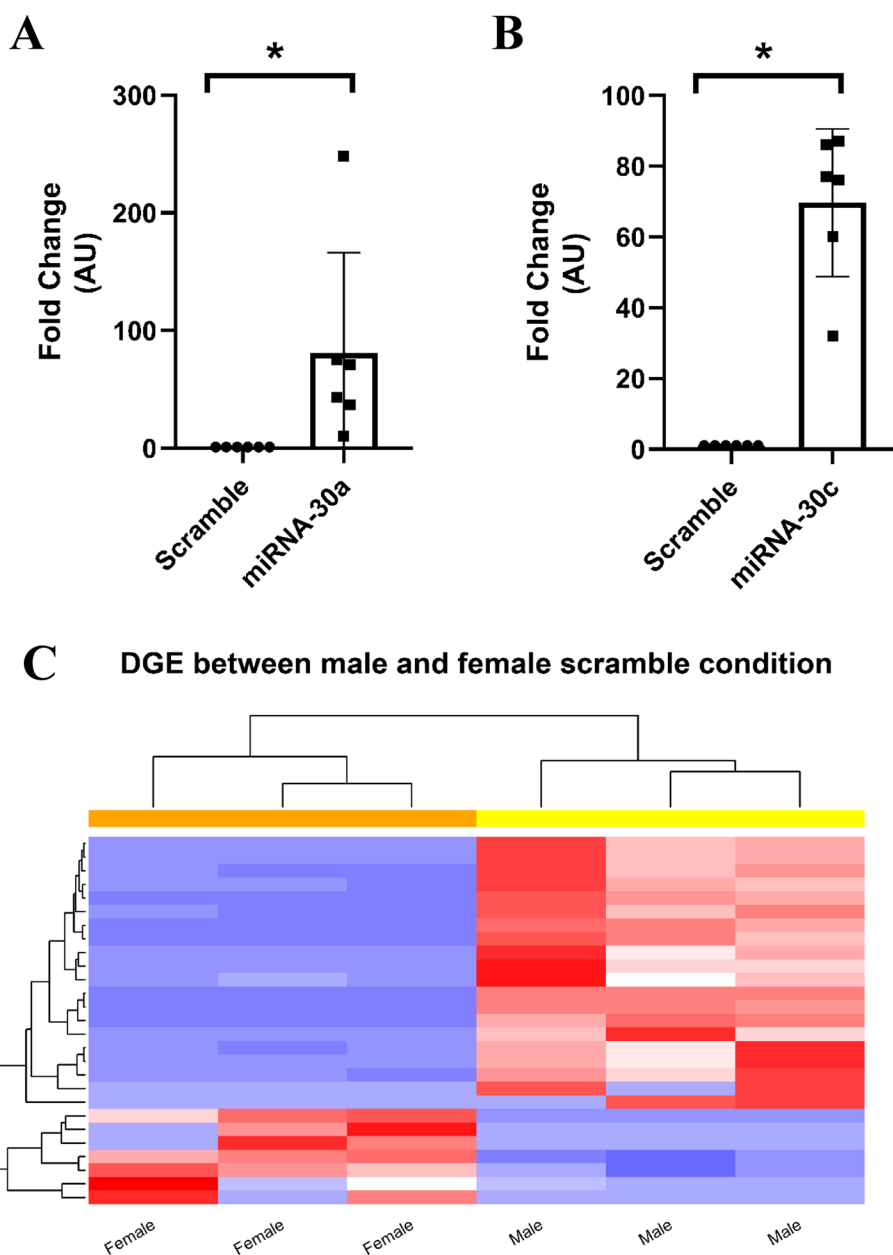 A
*
300
200
100
0
Fold Change
(AU)
Scramble
miRNA-30a
B
*
100
80
60
40
20
0
Fold Change
(AU)
Scramble
miRNA-30c
C
DGE between male and female scramble condition
Female
Female
Female
Male
Male
Male